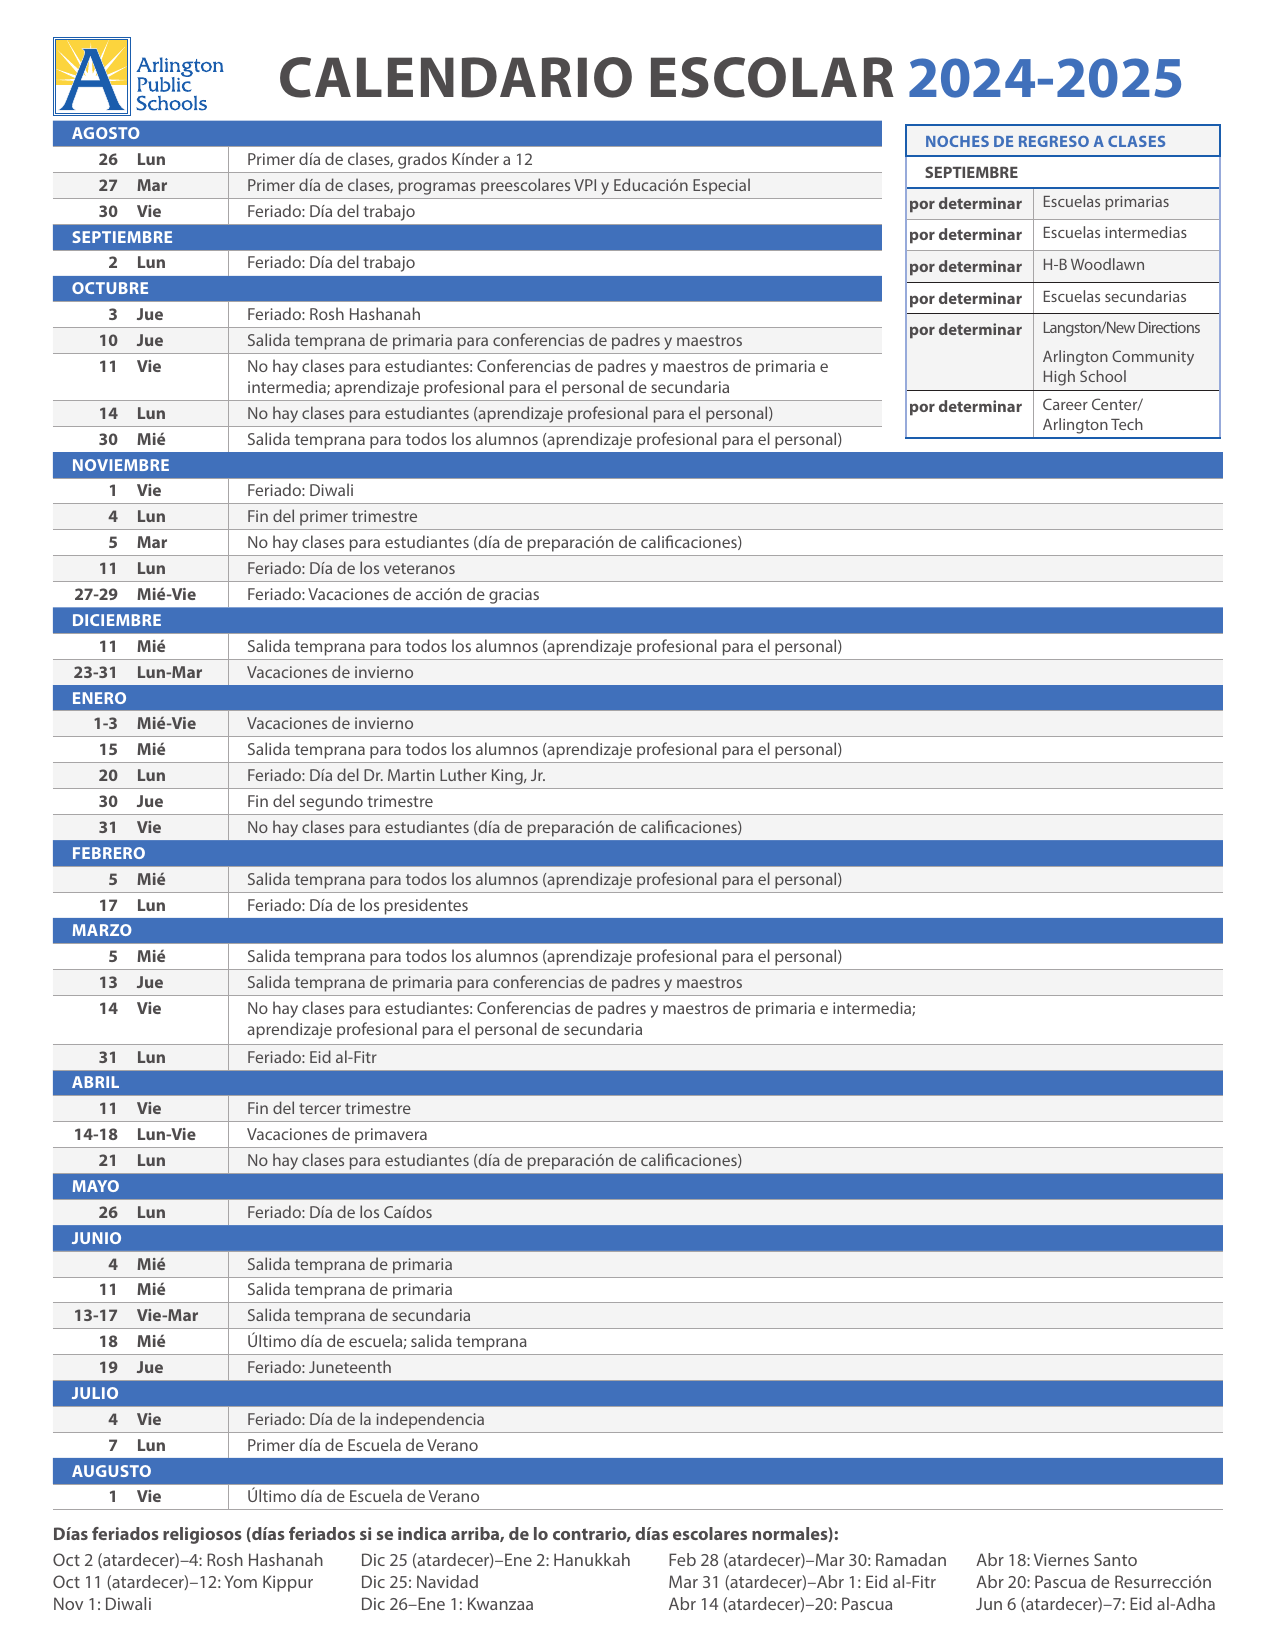 A
Arlington
Public
Schools
CALENDARIO ESCOLAR 2024-2025
AGOSTO
26 Lun Primer día de clases, grados Kínder a 12
27 Mar Primer día de clases, programas preescolares VPI y Educación Especial
30 Vie Feriado: Día del trabajo
SEPTIEMBRE
2 Lun Feriado: Día del trabajo
OCTUBRE
3 Jue Feriado: Rosh Hashanah
10 Jue Salida temprana de primaria para conferencias de padres y maestros
11 Vie No hay clases para estudiantes: Conferencias de padres y maestros de primaria e
intermedia; aprendizaje profesional para el personal de secundaria
14 Lun No hay clases para estudiantes (aprendizaje profesional para el personal)
30 Mié Salida temprana para todos los alumnos (aprendizaje profesional para el personal)
NOCHES DE REGRESO A CLASES
SEPTIEMBRE
por determinar Escuelas primarias
por determinar Escuelas intermedias
por determinar H-B Woodlawn
por determinar Escuelas secundarias
por determinar Langston/New Directions
Arlington Community
High School
por determinar Career Center/
Arlington Tech
NOVIEMBRE
1 Vie Feriado: Diwali
4 Lun Fin del primer trimestre
5 Mar No hay clases para estudiantes (día de preparación de calificaciones)
11 Lun Feriado: Día de los veteranos
27-29 Mié-Vie Feriado: Vacaciones de acción de gracias
DICIEMBRE
11 Mié Salida temprana para todos los alumnos (aprendizaje profesional para el personal)
23-31 Lun-Mar Vacaciones de invierno
ENERO
1-3 Mié-Vie Vacaciones de invierno
15 Mié Salida temprana para todos los alumnos (aprendizaje profesional para el personal)
20 Lun Feriado: Día del Dr. Martin Luther King, Jr.
30 Jue Fin del segundo trimestre
31 Vie No hay clases para estudiantes (día de preparación de calificaciones)
FEBRERO
5 Mié Salida temprana para todos los alumnos (aprendizaje profesional para el personal)
17 Lun Feriado: Día de los presidentes
MARZO
5 Mié Salida temprana para todos los alumnos (aprendizaje profesional para el personal)
13 Jue Salida temprana de primaria para conferencias de padres y maestros
14 Vie No hay clases para estudiantes: Conferencias de padres y maestros de primaria e intermedia;
aprendizaje profesional para el personal de secundaria
31 Lun Feriado: Eid al-Fitr
ABRIL
11 Vie Fin del tercer trimestre
14-18 Lun-Vie Vacaciones de primavera
21 Lun No hay clases para estudiantes (día de preparación de calificaciones)
MAYO
26 Lun Feriado: Día de los Caídos
JUNIO
4 Mié Salida temprana de primaria
11 Mié Salida temprana de primaria
13-17 Vie-Mar Salida temprana de secundaria
18 Mié Último día de escuela; salida temprana
19 Jue Feriado: Juneteenth
JULIO
4 Vie Feriado: Día de la independencia
7 Lun Primer día de Escuela de Verano
AUGUSTO
1 Vie Último día de Escuela de Verano
Días feriados religiosos (días feriados si se indica arriba, de lo contrario, días escolares normales):
Oct 2 (atardecer)–4: Rosh Hashanah
Oct 11 (atardecer)–12: Yom Kippur
Nov 1: Diwali
Dic 25 (atardecer)–Ene 2: Hanukkah
Dic 25: Navidad
Dic 26–Ene 1: Kwanzaa
Feb 28 (atardecer)–Mar 30: Ramadan
Mar 31 (atardecer)–Abr 1: Eid al-Fitr
Abr 14 (atardecer)–20: Pascua
Abr 18: Viernes Santo
Abr 20: Pascua de Resurrección
Jun 6 (atardecer)–7: Eid al-Adha